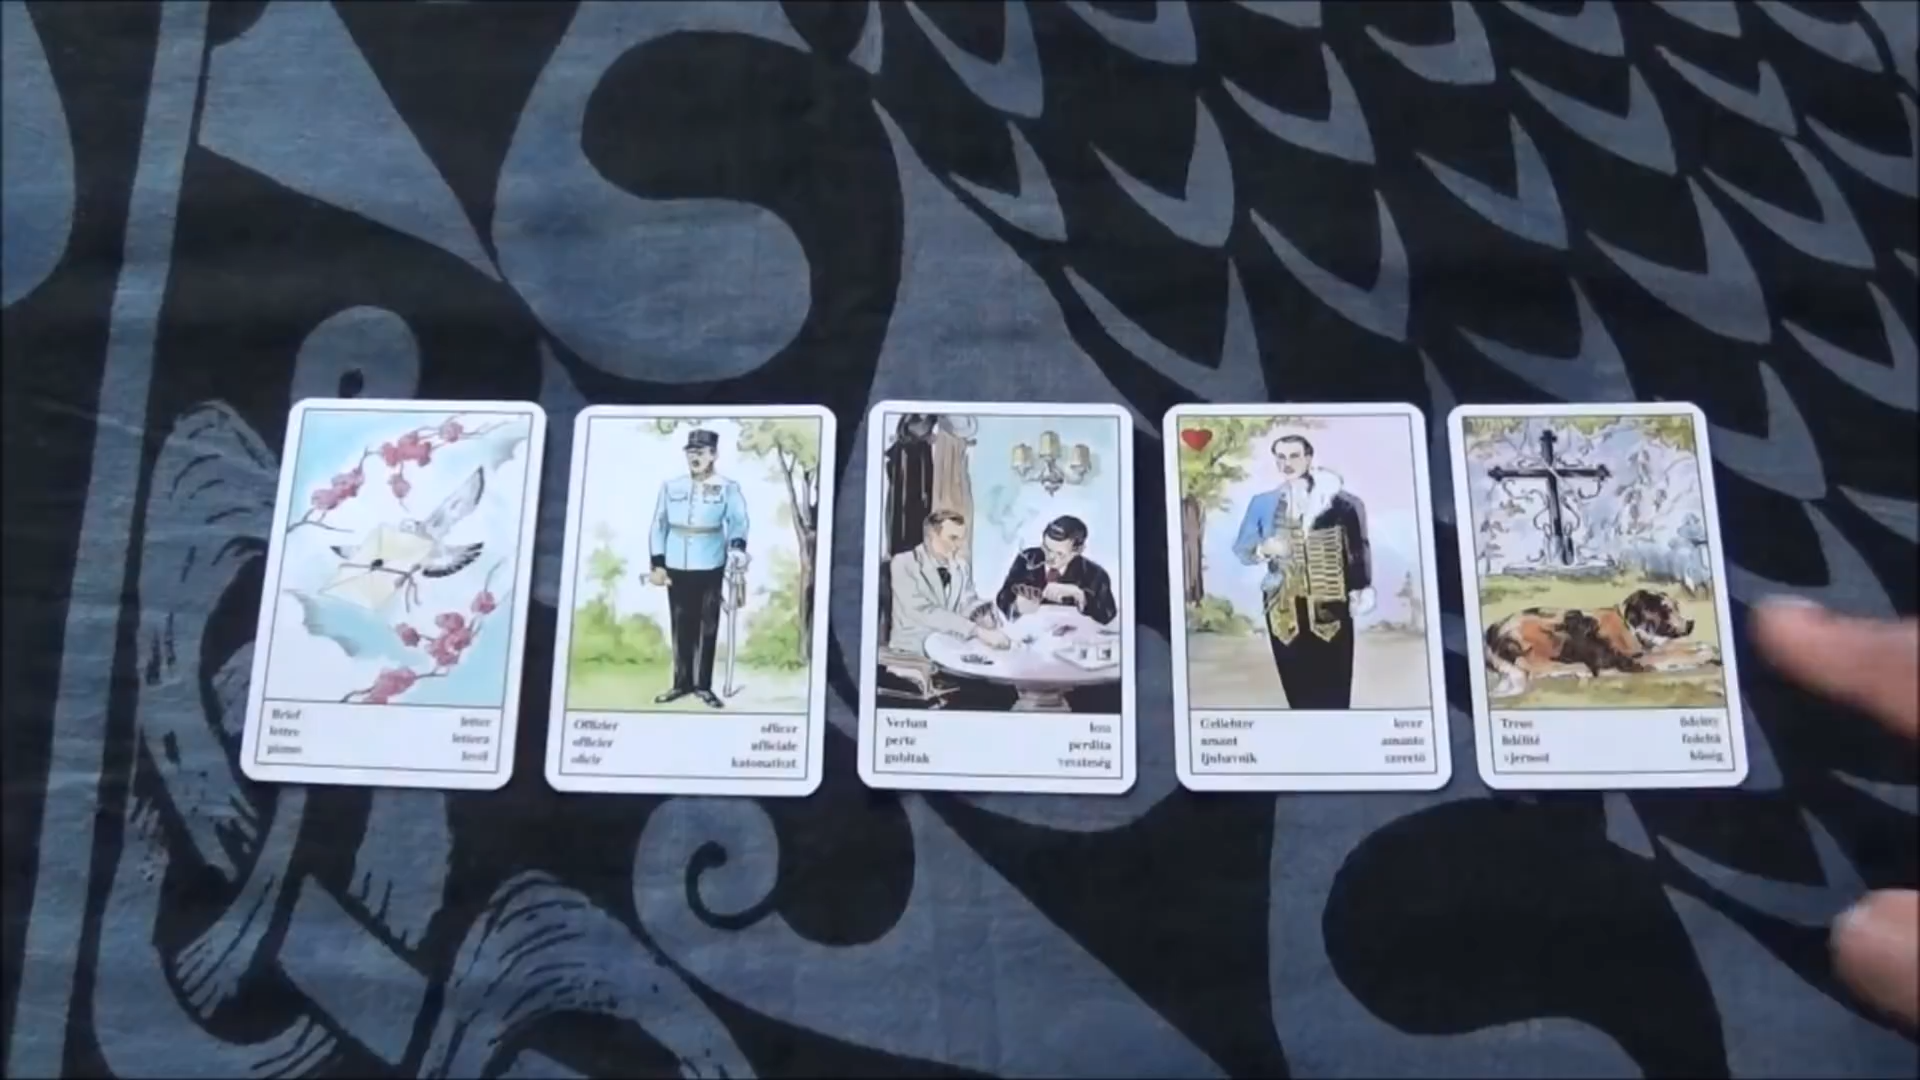 Brief letter
lettre lettera
pismo levél
Offizier officer
officier ufficiale
oficir katonatiszt
Verlust loss
perte perdita
gubitak veszteség
Geliebter lover
amant amante
ljubavnik szerető
Treue fidelity
fidélité fedeltà
vjernost hűség